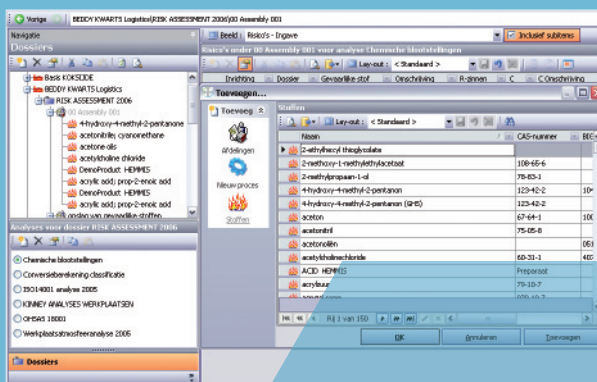 Vorige
BEDDY KWARTS Logistics\RISK ASSESSMENT 2006\00 Assembly 001
Navigatie
Dossiers
Basis KOKSIJDE
BEDDY KWARTS Logistics
RISK ASSESSMENT 2006
00 Assembly 001
4-hydroxy-4-methyl-2-pentanone
acetonitrile; cyanomethane
acetone oils
acetylcholine chloride
DemoProduct HEMMIS
acrylic acid; prop-2-enoic acid
DemoProduct HEMMIS
acrylic acid; prop-2-enoic acid
opslag van gevaarlijke stoffen
Analyses voor dossier RISK ASSESSMENT 2006
Chemische blootstellingen
Conversieberekening classificatie
ISO14001 analyse 2005
KINNEY ANALYSES WERKPLAATSEN
OHSAS 18001
Werkplaatsatmosfeeranalyse 2005
Dossiers
Beeld : Risico's - Ingave
Inclusief subitems
Risico's onder 00 Assembly 001 voor analyse Chemische blootstellingen
Lay-out : < Standaard >
Inrichting Dossier Gevaarlijke stof Omschrijving R-zinnen C C Omschrijving
Toevoegen...
Toevoeg
Afdelingen
Nieuw proces
Stoffen
Stoffen
Lay-out : < Standaard >
Naam CAS-nummer
2-ethylhexyl thioglycolate
2-methoxy-1-methylethylacetaat 108-65-6
2-methylpropaan-1-ol 78-83-1
4-hydroxy-4-methyl-2-pentanon 123-42-2
4-hydroxy-4-methyl-2-pentanon (GHS) 123-42-2
aceton 67-64-1
acetonitril 75-05-8
acetonoliën
acetylcholinechloride 60-31-1
ACID HEMMIS Preparaat
acrylzuur 79-10-7
Rij 1 van 150
OK Annuleren Toevoegen